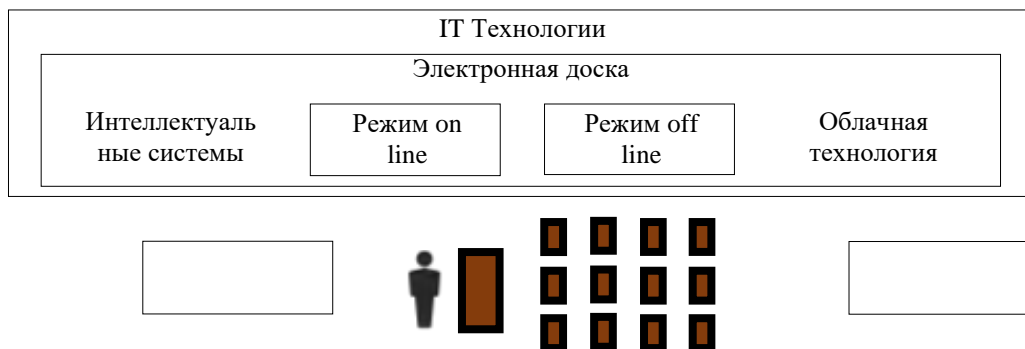 IT Технологии
Электронная доска
Интеллектуаль
ные системы
Режим on
line
Режим off
line
Облачная
технология